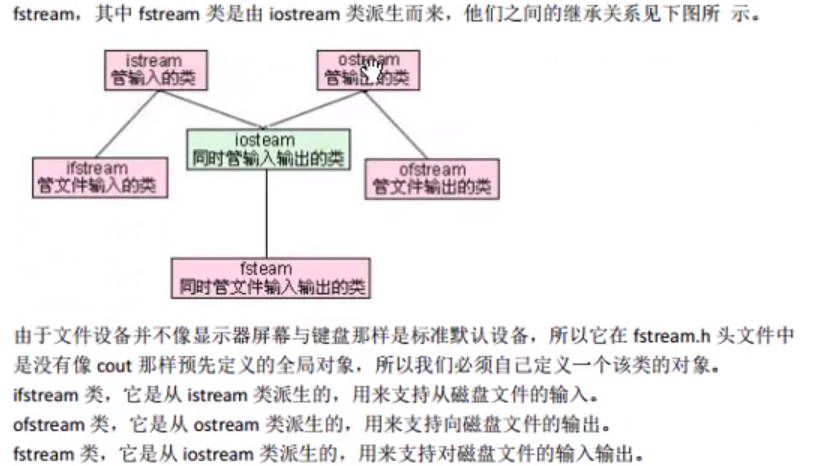 fstream，其中 fstream 类是由 iostream 类派生而来，他们之间的继承关系见下图所 示。
istream
管输入的类
ostream
管输出的类
iosteam
同时管输入输出的类
ifstream
管文件输入的类
ofstream
管文件输出的类
fsteam
同时管文件输入输出的类
由于文件设备并不像显示器屏幕与键盘那样是标准默认设备，所以它在 fstream.h 头文件中
是没有像 cout 那样预先定义的全局对象，所以我们必须自己定义一个该类的对象。
ifstream 类，它是从 istream 类派生的，用来支持从磁盘文件的输入。
ofstream 类，它是从 ostream 类派生的，用来支持向磁盘文件的输出。
fstream 类，它是从 iostream 类派生的，用来支持对磁盘文件的输入输出。